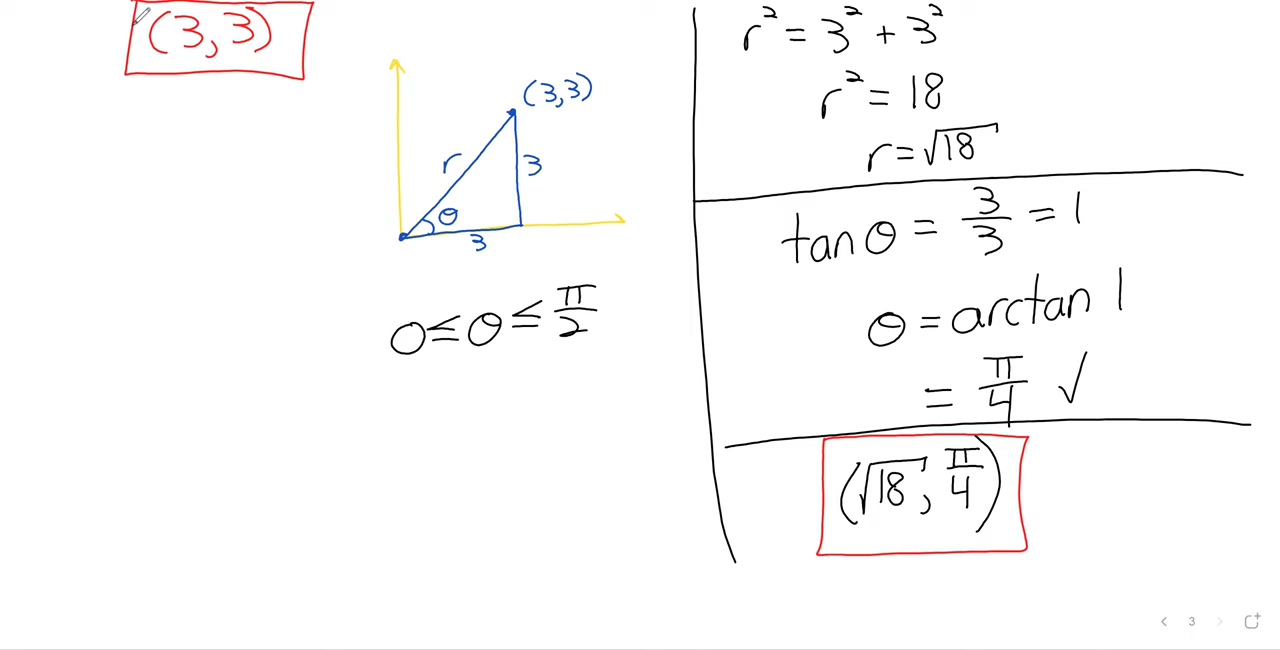 (3,3)
(3,3)
r
3
θ
3
0 ≤ θ ≤ π/2
r² = 3² + 3²
r² = 18
r = √18
tan θ = 3/3 = 1
θ = arctan 1
= π/4 ✓
(√18, π/4)
3